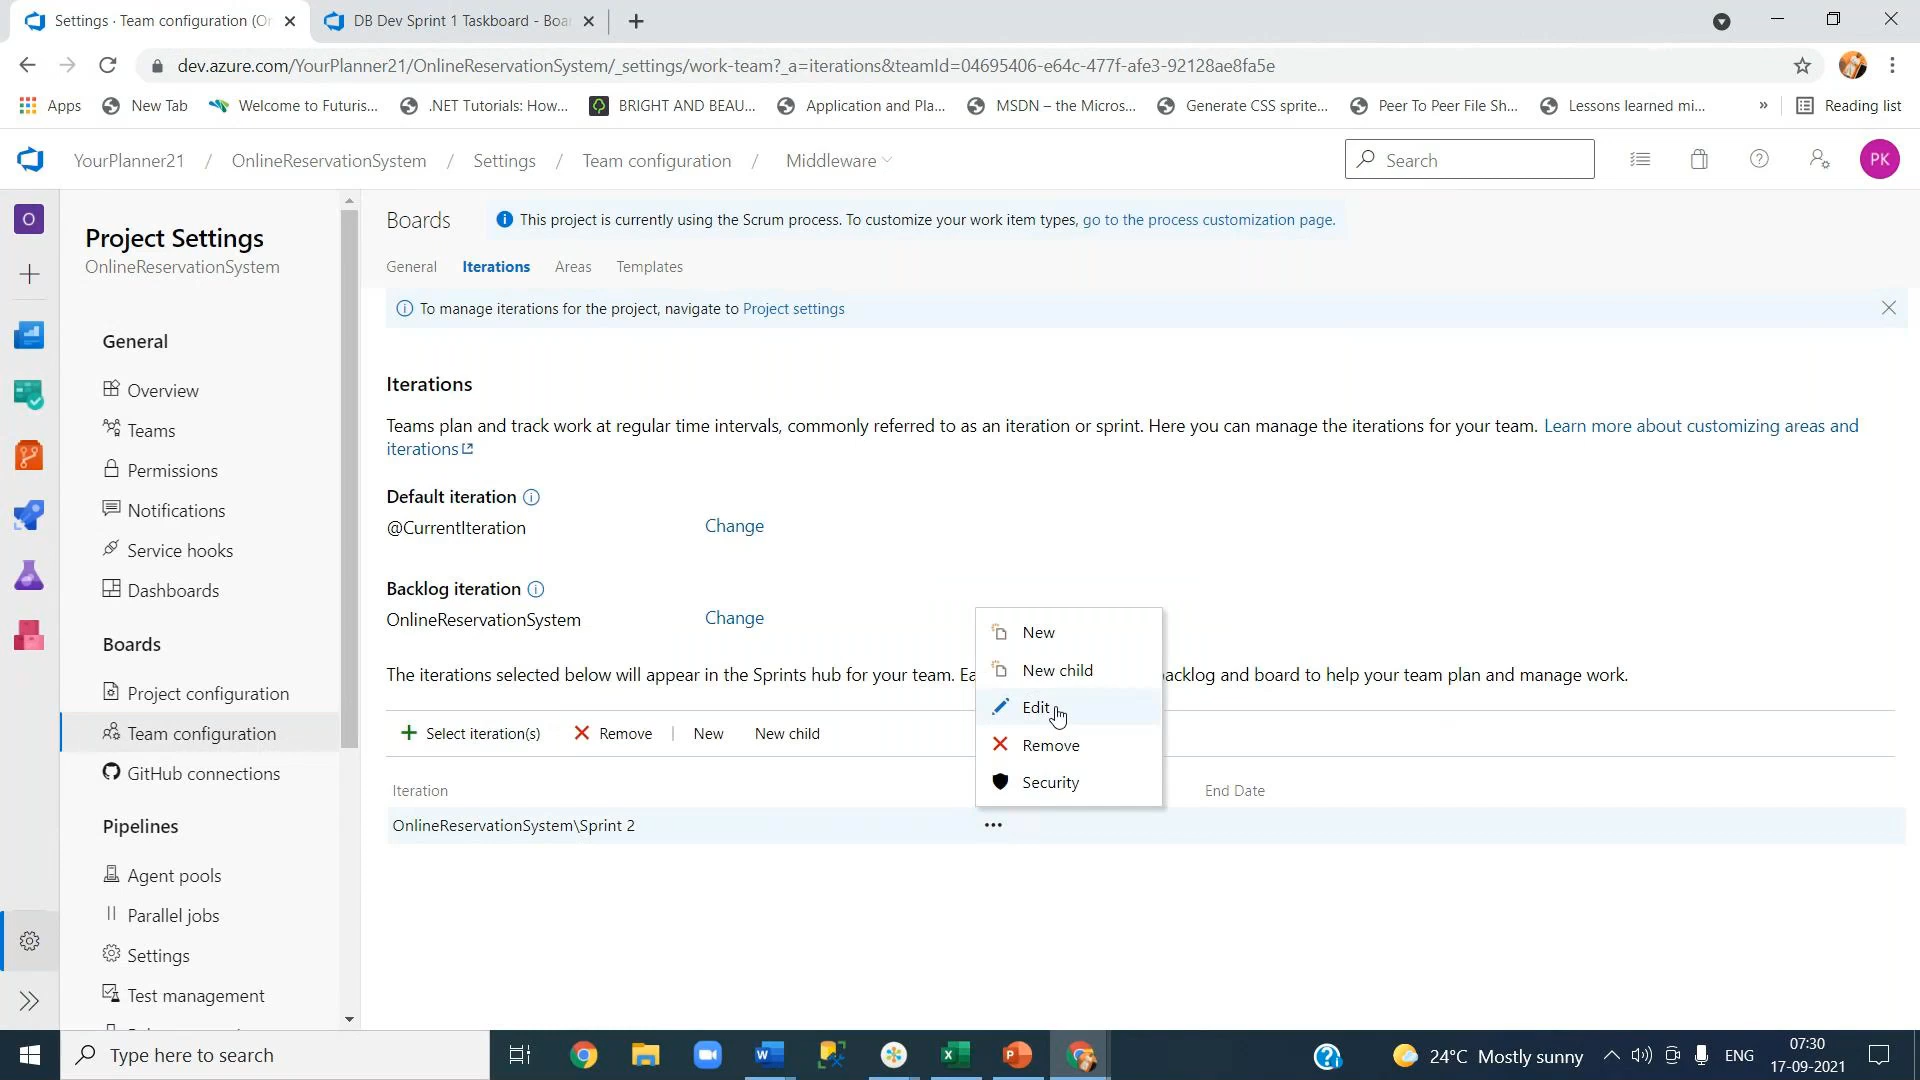 Settings · Team configuration (On
DB Dev Sprint 1 Taskboard - Boar
dev.azure.com/YourPlanner21/OnlineReservationSystem/_settings/work-team?_a=iterations&teamId=04695406-e64c-477f-afe3-92128ae8fa5e
Apps
New Tab
Welcome to Futuris...
.NET Tutorials: How...
BRIGHT AND BEAU...
Application and Pla...
MSDN – the Micros...
Generate CSS sprite...
Peer To Peer File Sh...
Lessons learned mi...
»
Reading list
YourPlanner21 / OnlineReservationSystem / Settings / Team configuration / Middleware
Search
PK
O
Project Settings
OnlineReservationSystem
General
Overview
Teams
Permissions
Notifications
Service hooks
Dashboards
Boards
Project configuration
Team configuration
GitHub connections
Pipelines
Agent pools
Parallel jobs
Settings
Test management
Boards
This project is currently using the Scrum process. To customize your work item types, go to the process customization page.
General
Iterations
Areas
Templates
To manage iterations for the project, navigate to Project settings
Iterations
Teams plan and track work at regular time intervals, commonly referred to as an iteration or sprint. Here you can manage the iterations for your team. Learn more about customizing areas and
iterations
Default iteration
@CurrentIteration
Change
Backlog iteration
OnlineReservationSystem
Change
The iterations selected below will appear in the Sprints hub for your team. Ea
acklog and board to help your team plan and manage work.
New
New child
Edit
Remove
Security
Select iteration(s)
Remove
New
New child
Iteration
End Date
OnlineReservationSystem\Sprint 2
Type here to search
24°C Mostly sunny
ENG
07:30
17-09-2021